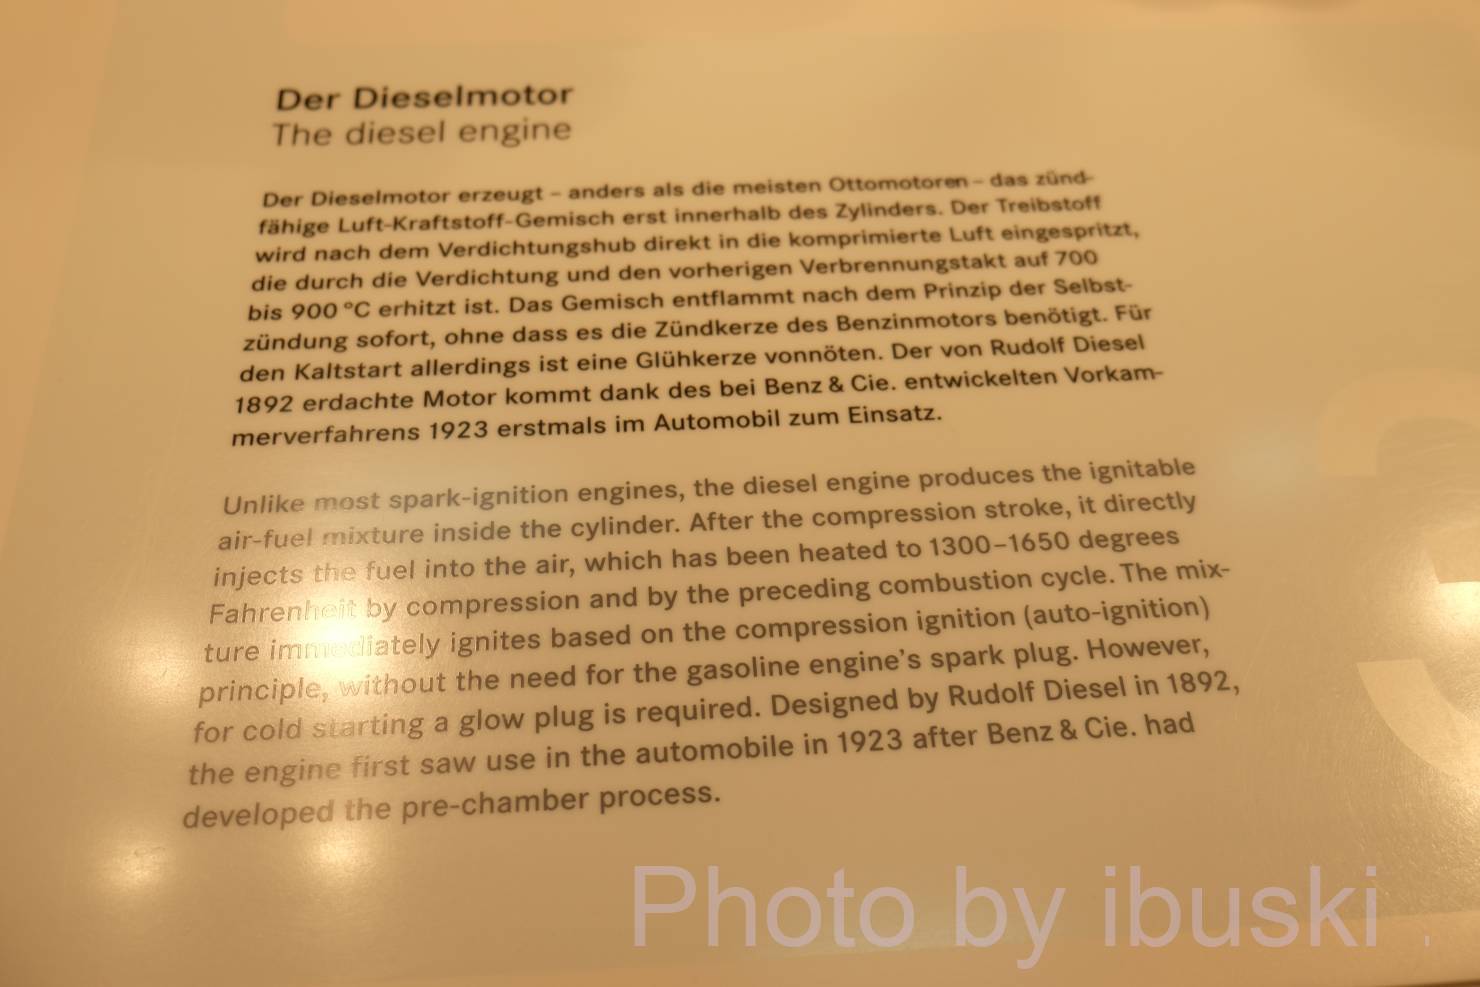 Der Dieselmotor
The diesel engine
Der Dieselmotor erzeugt – anders als die meisten Ottomotoren – das zünd-
fähige Luft-Kraftstoff-Gemisch erst innerhalb des Zylinders. Der Treibstoff
wird nach dem Verdichtungshub direkt in die komprimierte Luft eingespritzt,
die durch die Verdichtung und den vorherigen Verbrennungstakt auf 700
bis 900 °C erhitzt ist. Das Gemisch entflammt nach dem Prinzip der Selbst-
zündung sofort, ohne dass es die Zündkerze des Benzinmotors benötigt. Für
den Kaltstart allerdings ist eine Glühkerze vonnöten. Der von Rudolf Diesel
1892 erdachte Motor kommt dank des bei Benz & Cie. entwickelten Vorkam-
merverfahrens 1923 erstmals im Automobil zum Einsatz.
Unlike most spark-ignition engines, the diesel engine produces the ignitable
air-fuel mixture inside the cylinder. After the compression stroke, it directly
injects the fuel into the air, which has been heated to 1300–1650 degrees
Fahrenheit by compression and by the preceding combustion cycle. The mix-
ture immediately ignites based on the compression ignition (auto-ignition)
principle, without the need for the gasoline engine's spark plug. However,
for cold starting a glow plug is required. Designed by Rudolf Diesel in 1892,
the engine first saw use in the automobile in 1923 after Benz & Cie. had
developed the pre-chamber process.
Photo by ibuski